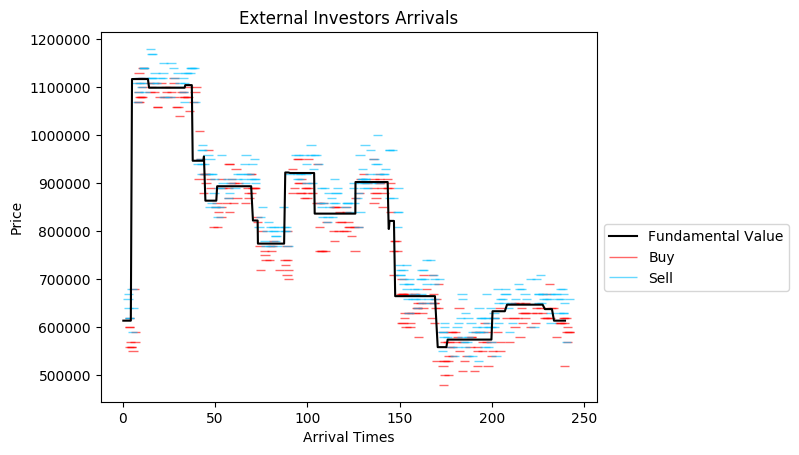 External Investors Arrivals
1200000
1100000
1000000
900000
800000
700000
600000
500000
Price
0
50
100
150
200
250
Arrival Times
Fundamental Value
Buy
Sell